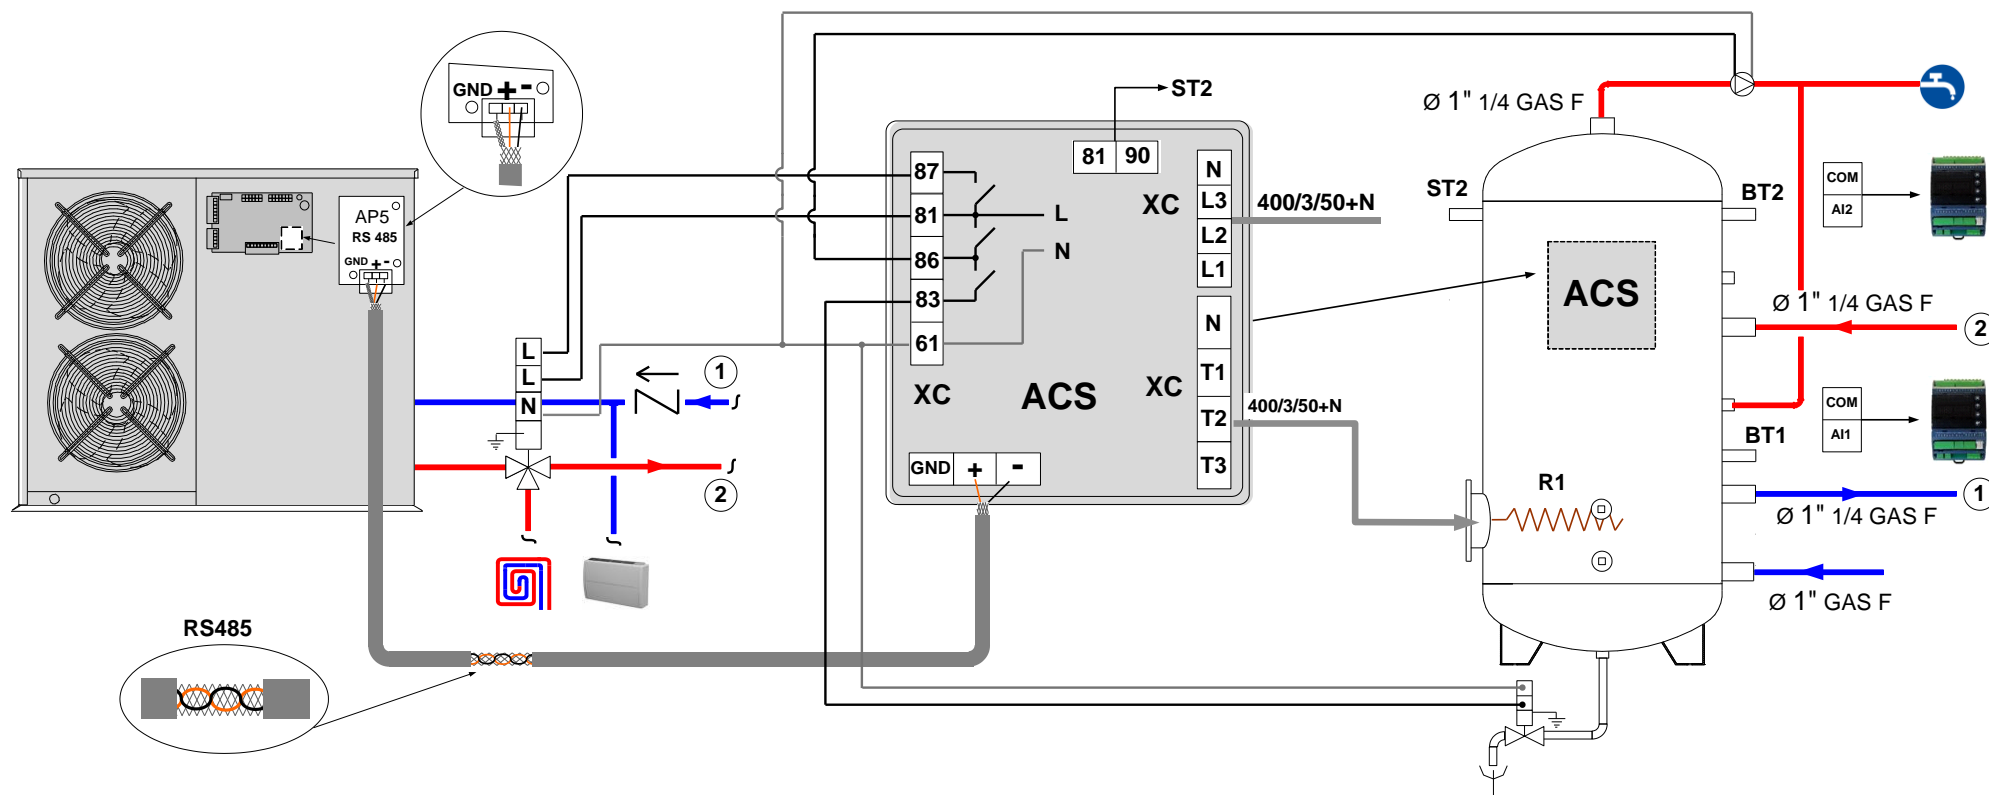 GND + -
AP5
RS 485
GND + -
RS485
L
L
N
1
2
87
81
86
83
61
XC
L
N
81 90
ST2
XC
N
L3
L2
L1
400/3/50+N
XC
N
T1
T2
T3
400/3/50+N
ACS
GND + -
Ø 1" 1/4 GAS F
ST2
BT2
ACS
COM
AI2
Ø 1" 1/4 GAS F
2
COM
AI1
BT1
R1
1
Ø 1" 1/4 GAS F
Ø 1" GAS F